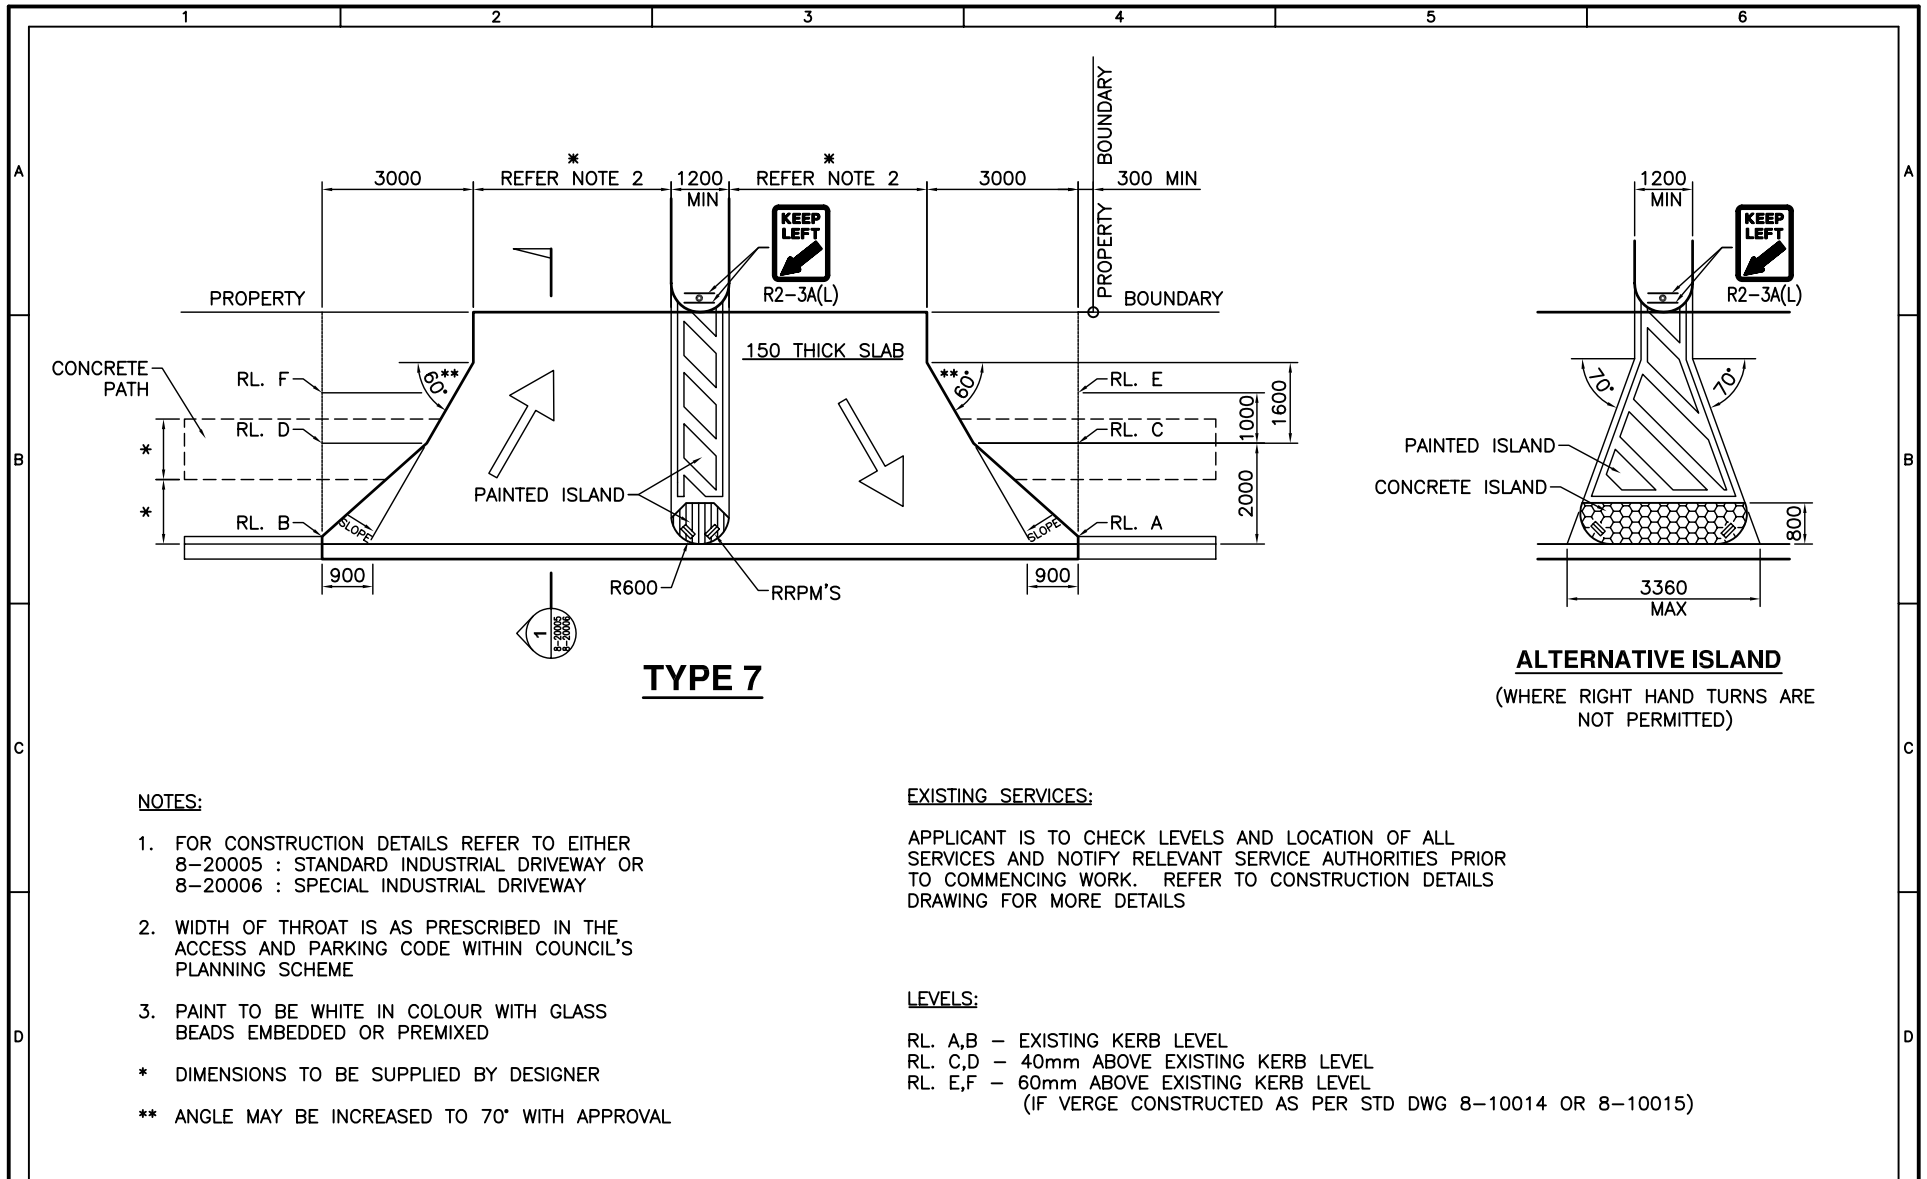 1 2 3 4 5 6
A A
B B
C C
D D
3000
*
REFER NOTE 2
1200
MIN
*
REFER NOTE 2
3000
300 MIN
PROPERTY BOUNDARY
KEEP
LEFT
R2-3A(L)
PROPERTY
BOUNDARY
150 THICK SLAB
CONCRETE
PATH
RL. F
RL. D
RL. B
60° **
** 60°
RL. E
RL. C
RL. A
1000
1600
2000
*
*
PAINTED ISLAND
SLOPE
SLOPE
900
900
R600
RRPM'S
1
8-20005
8-20006
TYPE 7
1200
MIN
KEEP
LEFT
R2-3A(L)
70°
70°
PAINTED ISLAND
CONCRETE ISLAND
800
3360
MAX
ALTERNATIVE ISLAND
(WHERE RIGHT HAND TURNS ARE
NOT PERMITTED)
NOTES:
1. FOR CONSTRUCTION DETAILS REFER TO EITHER
8-20005 : STANDARD INDUSTRIAL DRIVEWAY OR
8-20006 : SPECIAL INDUSTRIAL DRIVEWAY
2. WIDTH OF THROAT IS AS PRESCRIBED IN THE
ACCESS AND PARKING CODE WITHIN COUNCIL'S
PLANNING SCHEME
3. PAINT TO BE WHITE IN COLOUR WITH GLASS
BEADS EMBEDDED OR PREMIXED
* DIMENSIONS TO BE SUPPLIED BY DESIGNER
** ANGLE MAY BE INCREASED TO 70° WITH APPROVAL
EXISTING SERVICES:
APPLICANT IS TO CHECK LEVELS AND LOCATION OF ALL
SERVICES AND NOTIFY RELEVANT SERVICE AUTHORITIES PRIOR
TO COMMENCING WORK. REFER TO CONSTRUCTION DETAILS
DRAWING FOR MORE DETAILS
LEVELS:
RL. A,B - EXISTING KERB LEVEL
RL. C,D - 40mm ABOVE EXISTING KERB LEVEL
RL. E,F - 60mm ABOVE EXISTING KERB LEVEL
(IF VERGE CONSTRUCTED AS PER STD DWG 8-10014 OR 8-10015)